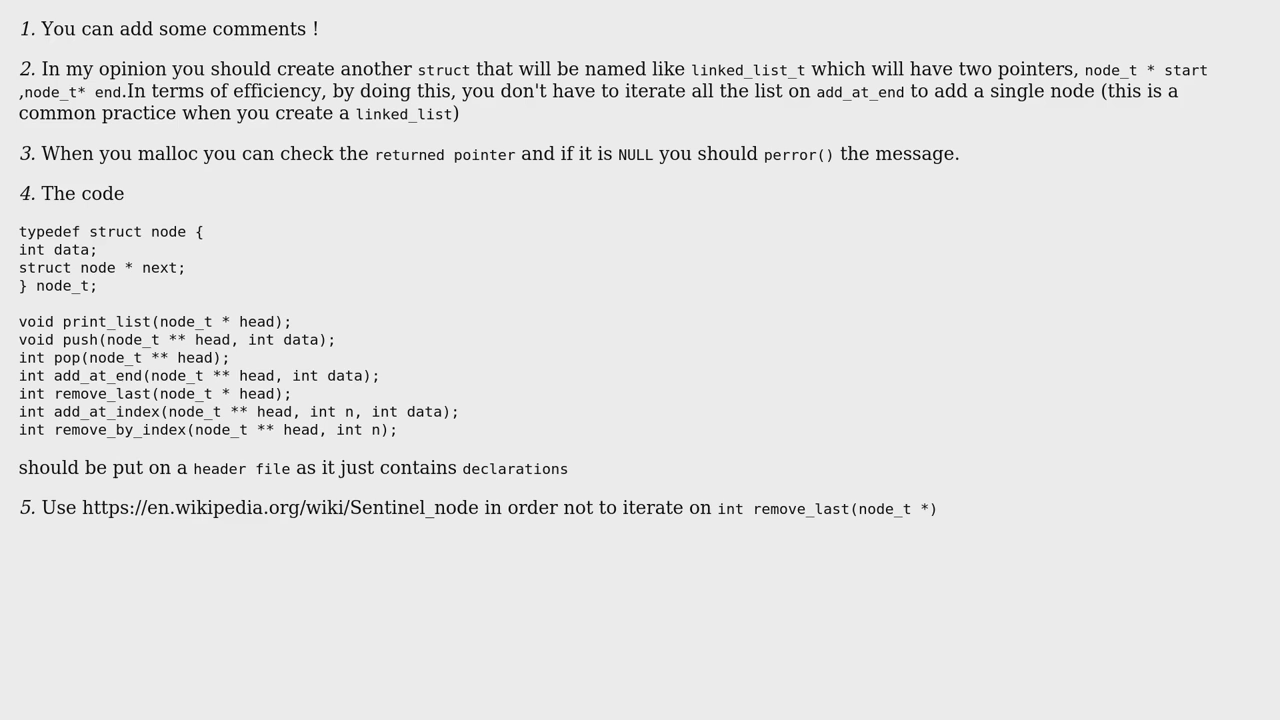 1. You can add some comments !
2. In my opinion you should create another struct that will be named like linked_list_t which will have two pointers, node_t * start
,node_t* end.In terms of efficiency, by doing this, you don't have to iterate all the list on add_at_end to add a single node (this is a
common practice when you create a linked_list)
3. When you malloc you can check the returned pointer and if it is NULL you should perror() the message.
4. The code
typedef struct node {
int data;
struct node * next;
} node_t;
void print_list(node_t * head);
void push(node_t ** head, int data);
int pop(node_t ** head);
int add_at_end(node_t ** head, int data);
int remove_last(node_t * head);
int add_at_index(node_t ** head, int n, int data);
int remove_by_index(node_t ** head, int n);
should be put on a header file as it just contains declarations
5. Use https://en.wikipedia.org/wiki/Sentinel_node in order not to iterate on int remove_last(node_t *)